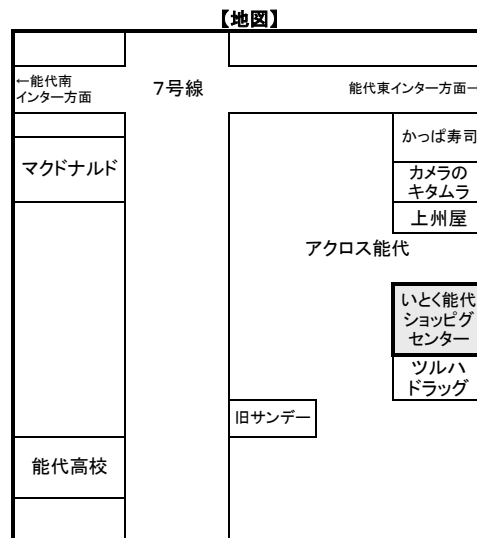 【地図】
←能代南
インター方面
7号線
能代東インター方面→
かっぱ寿司
マクドナルド
カメラの
キタムラ
上州屋
アクロス能代
いとく能代
ショッピグ
センター
ツルハ
ドラッグ
旧サンデー
能代高校